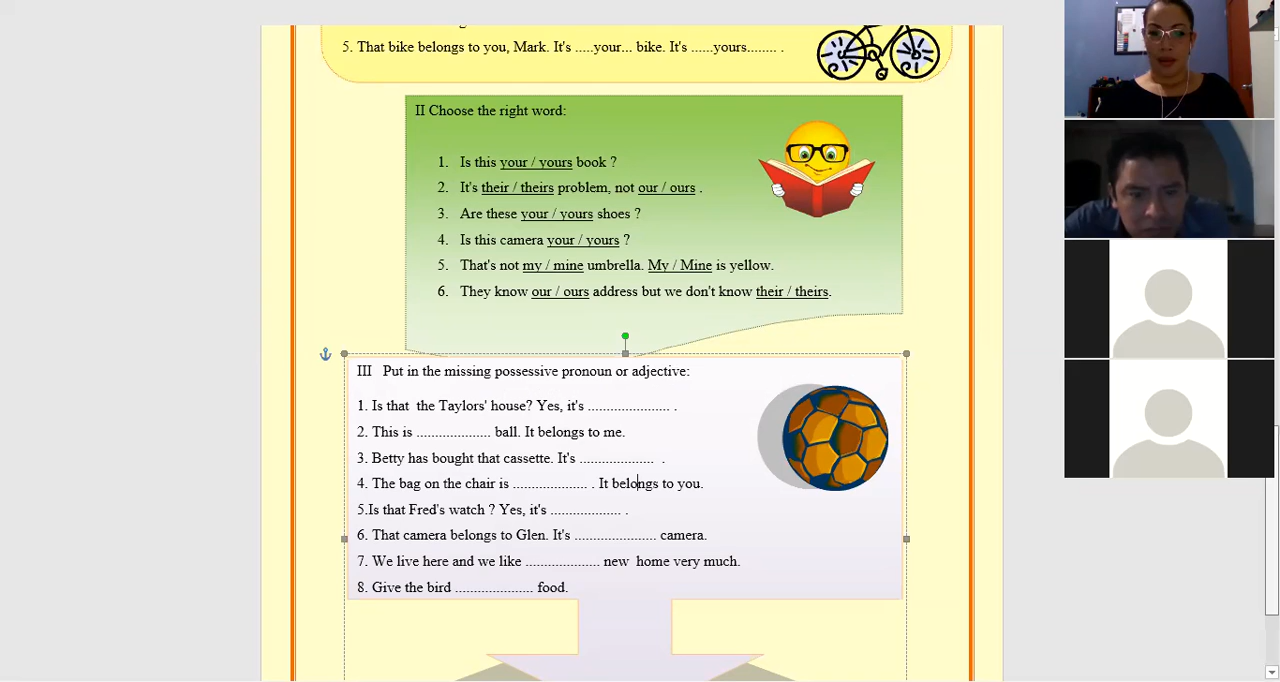 5. That bike belongs to you, Mark. It's .....your... bike. It's ......yours........ .
II Choose the right word:
1. Is this your / yours book ?
2. It's their / theirs problem, not our / ours .
3. Are these your / yours shoes ?
4. Is this camera your / yours ?
5. That's not my / mine umbrella. My / Mine is yellow.
6. They know our / ours address but we don't know their / theirs.
III Put in the missing possessive pronoun or adjective:
1. Is that the Taylors' house? Yes, it's ...................... .
2. This is .................... ball. It belongs to me.
3. Betty has bought that cassette. It's .................... .
4. The bag on the chair is .................... . It belongs to you.
5.Is that Fred's watch ? Yes, it's ................... .
6. That camera belongs to Glen. It's ...................... camera.
7. We live here and we like .................... new home very much.
8. Give the bird ..................... food.